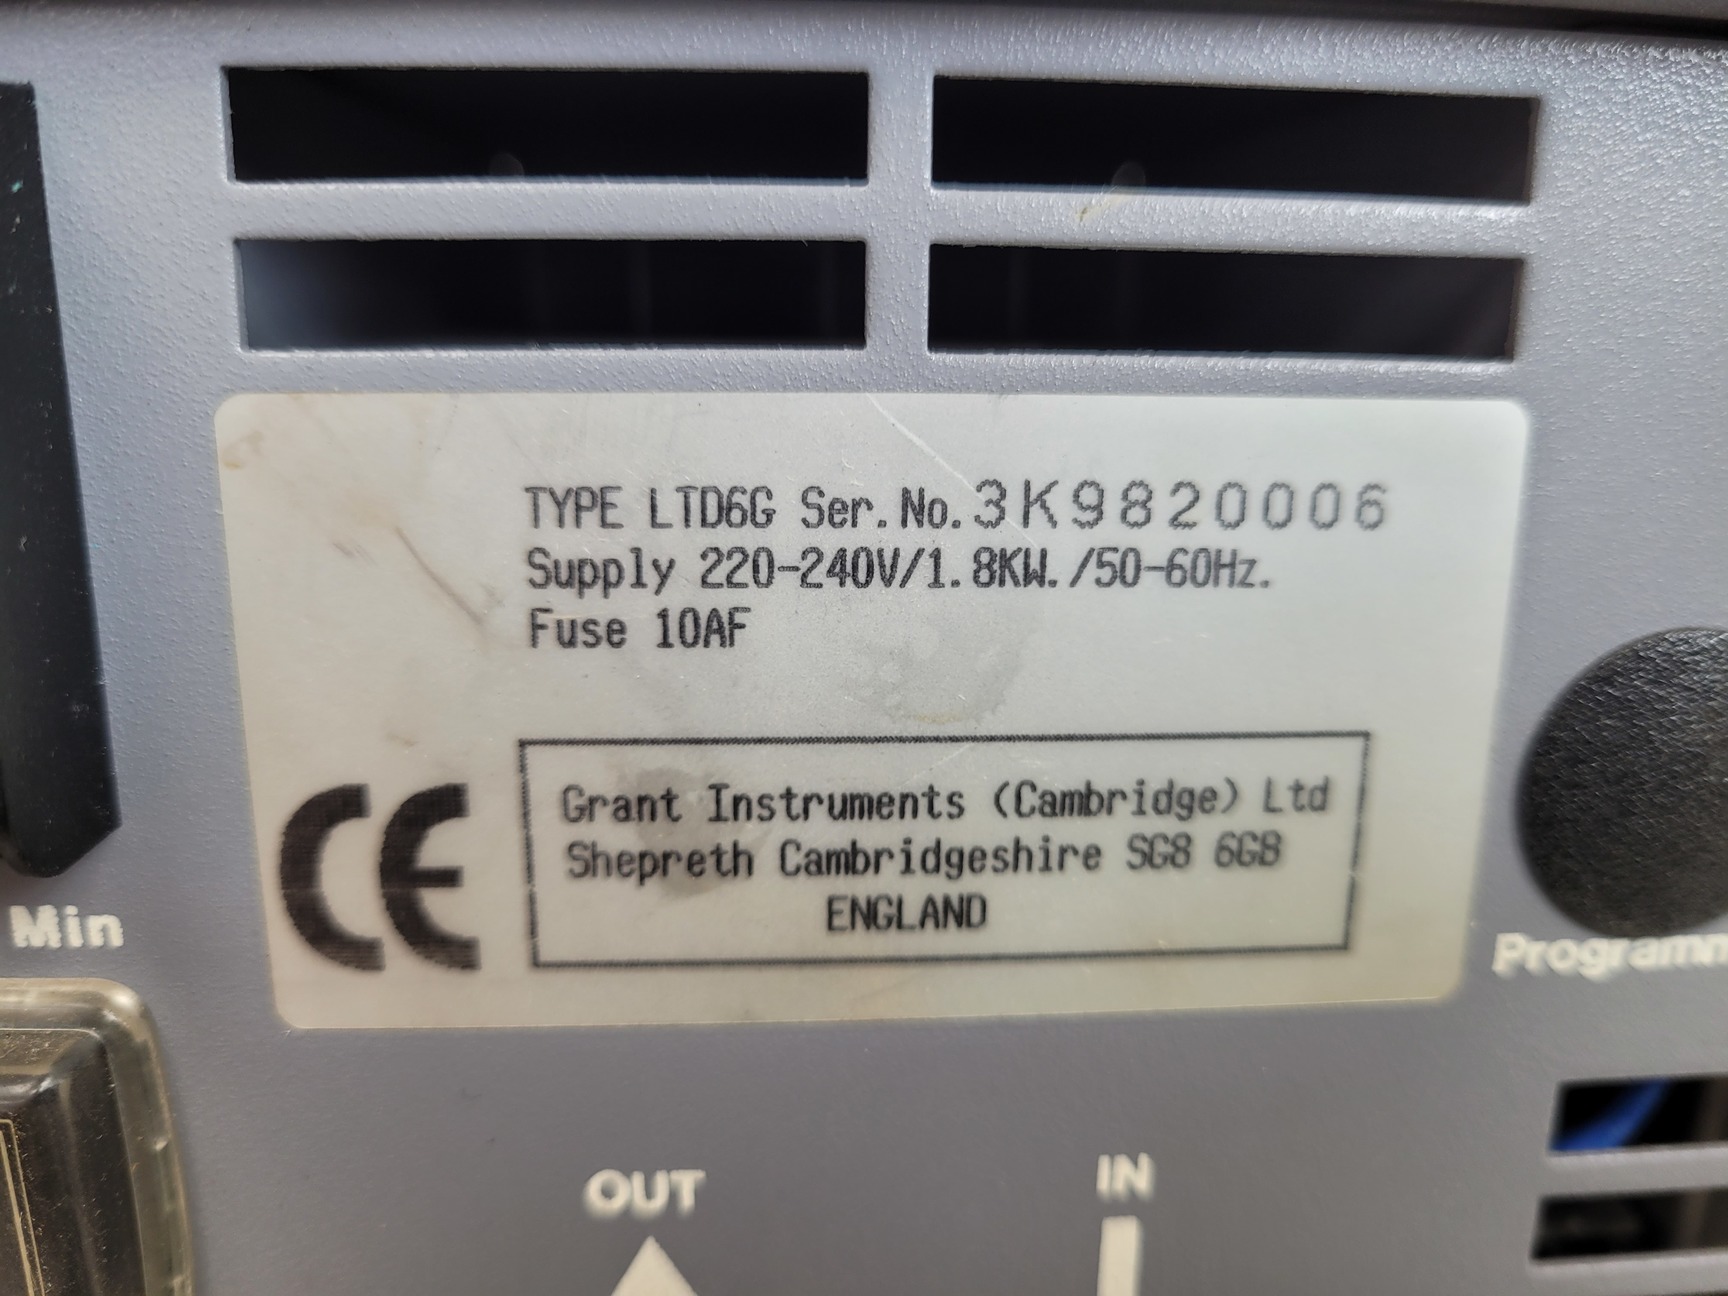 TYPE LTD6G Ser.No.3K9820006
Supply 220-240V/1.8KW./50-60Hz.
Fuse 10AF
CE
Grant Instruments (Cambridge) Ltd
Shepreth Cambridgeshire SG8 6GB
ENGLAND
Min
Programm
OUT
IN